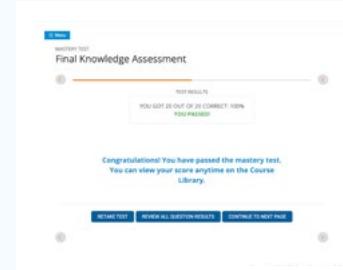 Menu
MASTERY TEST
Final Knowledge Assessment
TEST RESULTS
YOU GOT 20 OUT OF 20 CORRECT: 100%
YOU PASSED!
Congratulations! You have passed the mastery test.
You can view your score anytime on the Course
Library.
RETAKE TEST REVIEW ALL QUESTION RESULTS CONTINUE TO NEXT PAGE